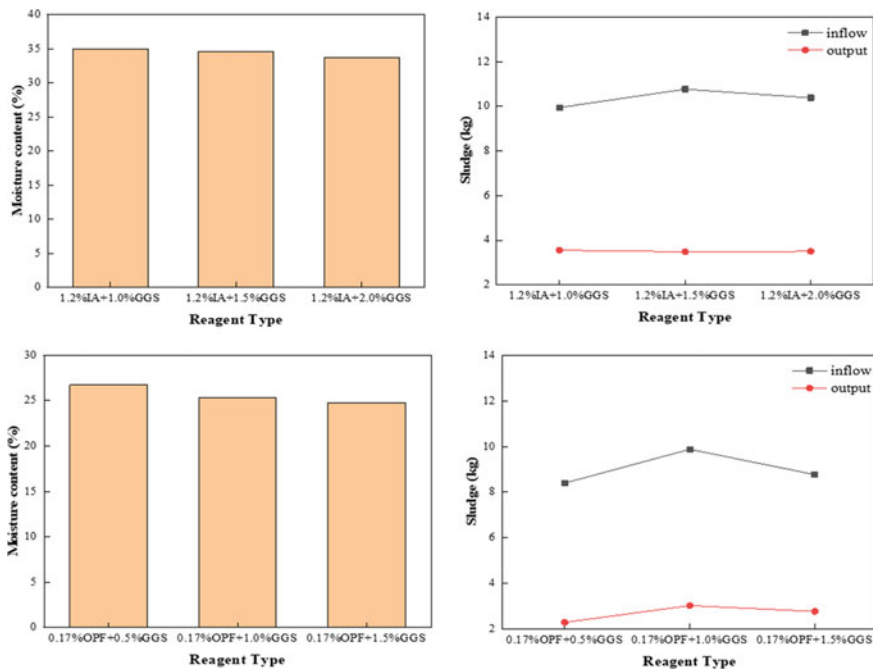 40
35
30
25
20
15
10
5
0
Moisture content (%)
1.2%IA+1.0%GGS 1.2%IA+1.5%GGS 1.2%IA+2.0%GGS
Reagent Type
14
12
10
8
6
4
2
Sludge (kg)
inflow
output
1.2%IA+1.0%GGS 1.2%IA+1.5%GGS 1.2%IA+2.0%GGS
Reagent Type
30
25
20
15
10
5
0
Moisture content (%)
0.17%OPF+0.5%GGS 0.17%OPF+1.0%GGS 0.17%OPF+1.5%GGS
Reagent Type
14
12
10
8
6
4
2
Sludge (kg)
inflow
output
0.17%OPF+0.5%GGS 0.17%OPF+1.0%GGS 0.17%OPF+1.5%GGS
Reagent Type